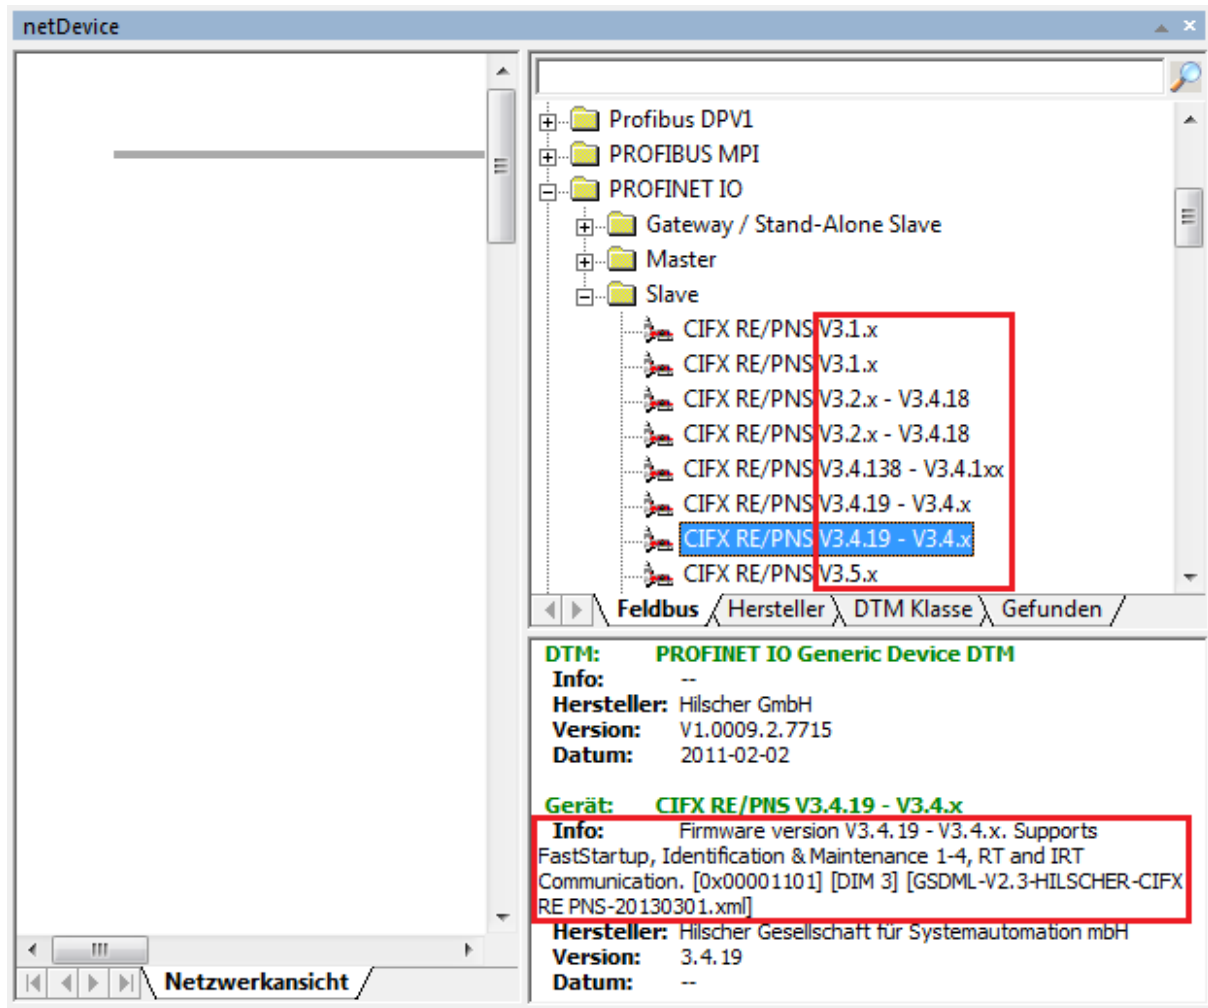 netDevice
Profibus DPV1
PROFIBUS MPI
PROFINET IO
Gateway / Stand-Alone Slave
Master
Slave
CIFX RE/PNS V3.1.x
CIFX RE/PNS V3.1.x
CIFX RE/PNS V3.2.x - V3.4.18
CIFX RE/PNS V3.2.x - V3.4.18
CIFX RE/PNS V3.4.138 - V3.4.1xx
CIFX RE/PNS V3.4.19 - V3.4.x
CIFX RE/PNS V3.4.19 - V3.4.x
CIFX RE/PNS V3.5.x
Feldbus Hersteller DTM Klasse Gefunden
DTM: PROFINET IO Generic Device DTM
Info: --
Hersteller: Hilscher GmbH
Version: V1.0009.2.7715
Datum: 2011-02-02
Gerät: CIFX RE/PNS V3.4.19 - V3.4.x
Info: Firmware version V3.4.19 - V3.4.x. Supports
FastStartup, Identification & Maintenance 1-4, RT and IRT
Communication. [0x00001101] [DIM 3] [GSDML-V2.3-HILSCHER-CIFX
RE PNS-20130301.xml]
Hersteller: Hilscher Gesellschaft für Systemautomation mbH
Version: 3.4.19
Datum: --
Netzwerkansicht